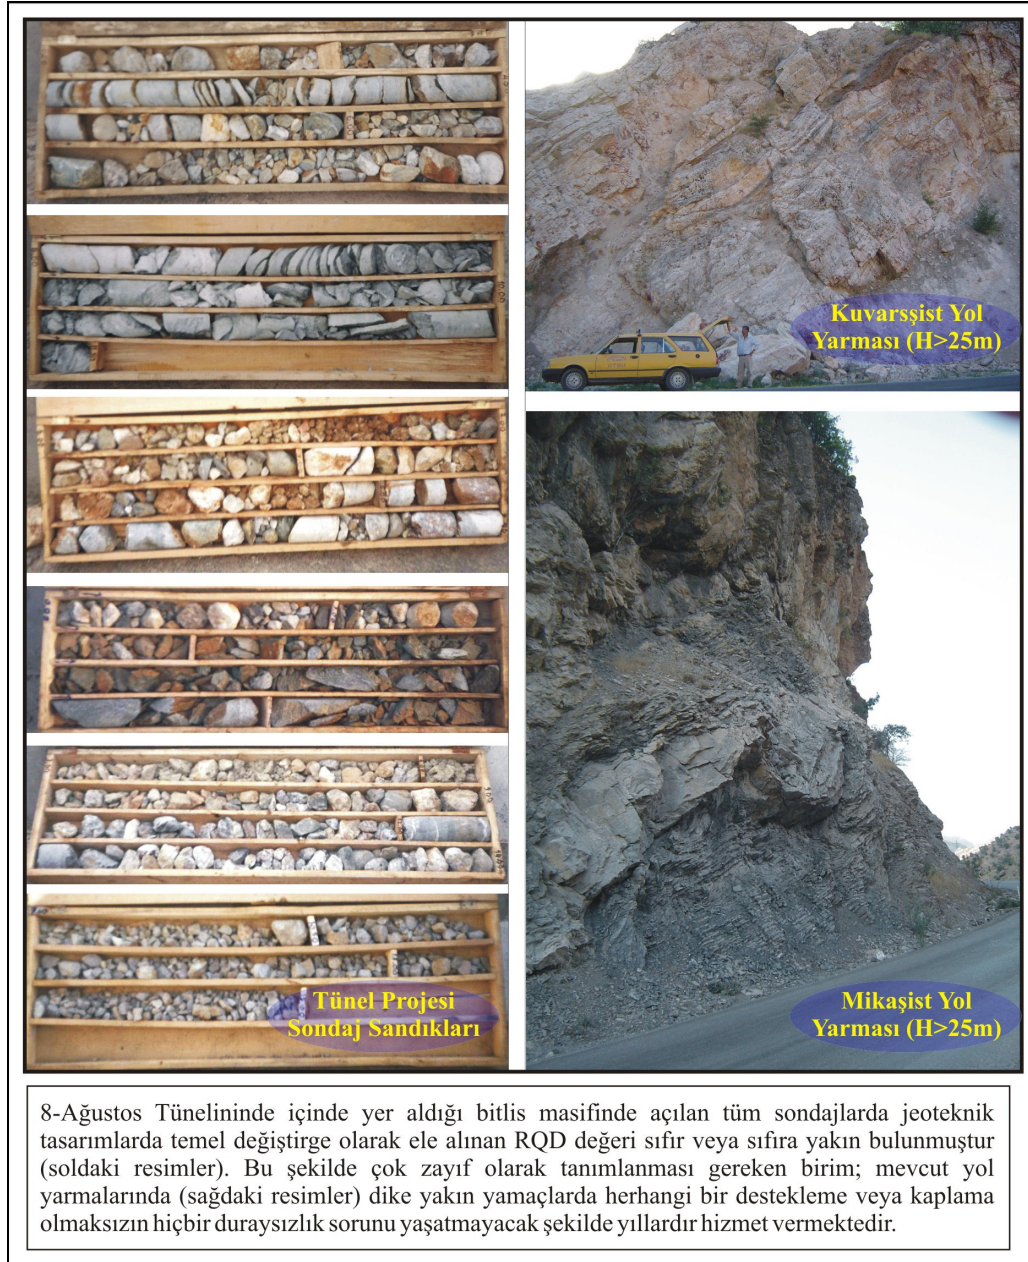 Kuvarsşist Yol
Yarması (H>25m)
Tünel Projesi
Sondaj Sandıkları
Mikaşist Yol
Yarması (H>25m)
8-Ağustos Tünelininde içinde yer aldığı bitlis masifinde açılan tüm sondajlarda jeoteknik
tasarımlarda temel değiştirge olarak ele alınan RQD değeri sıfır veya sıfıra yakın bulunmuştur
(soldaki resimler). Bu şekilde çok zayıf olarak tanımlanması gereken birim; mevcut yol
yarmalarında (sağdaki resimler) dike yakın yamaçlarda herhangi bir destekleme veya kaplama
olmaksızın hiçbir duraysızlık sorunu yaşatmayacak şekilde yıllardır hizmet vermektedir.